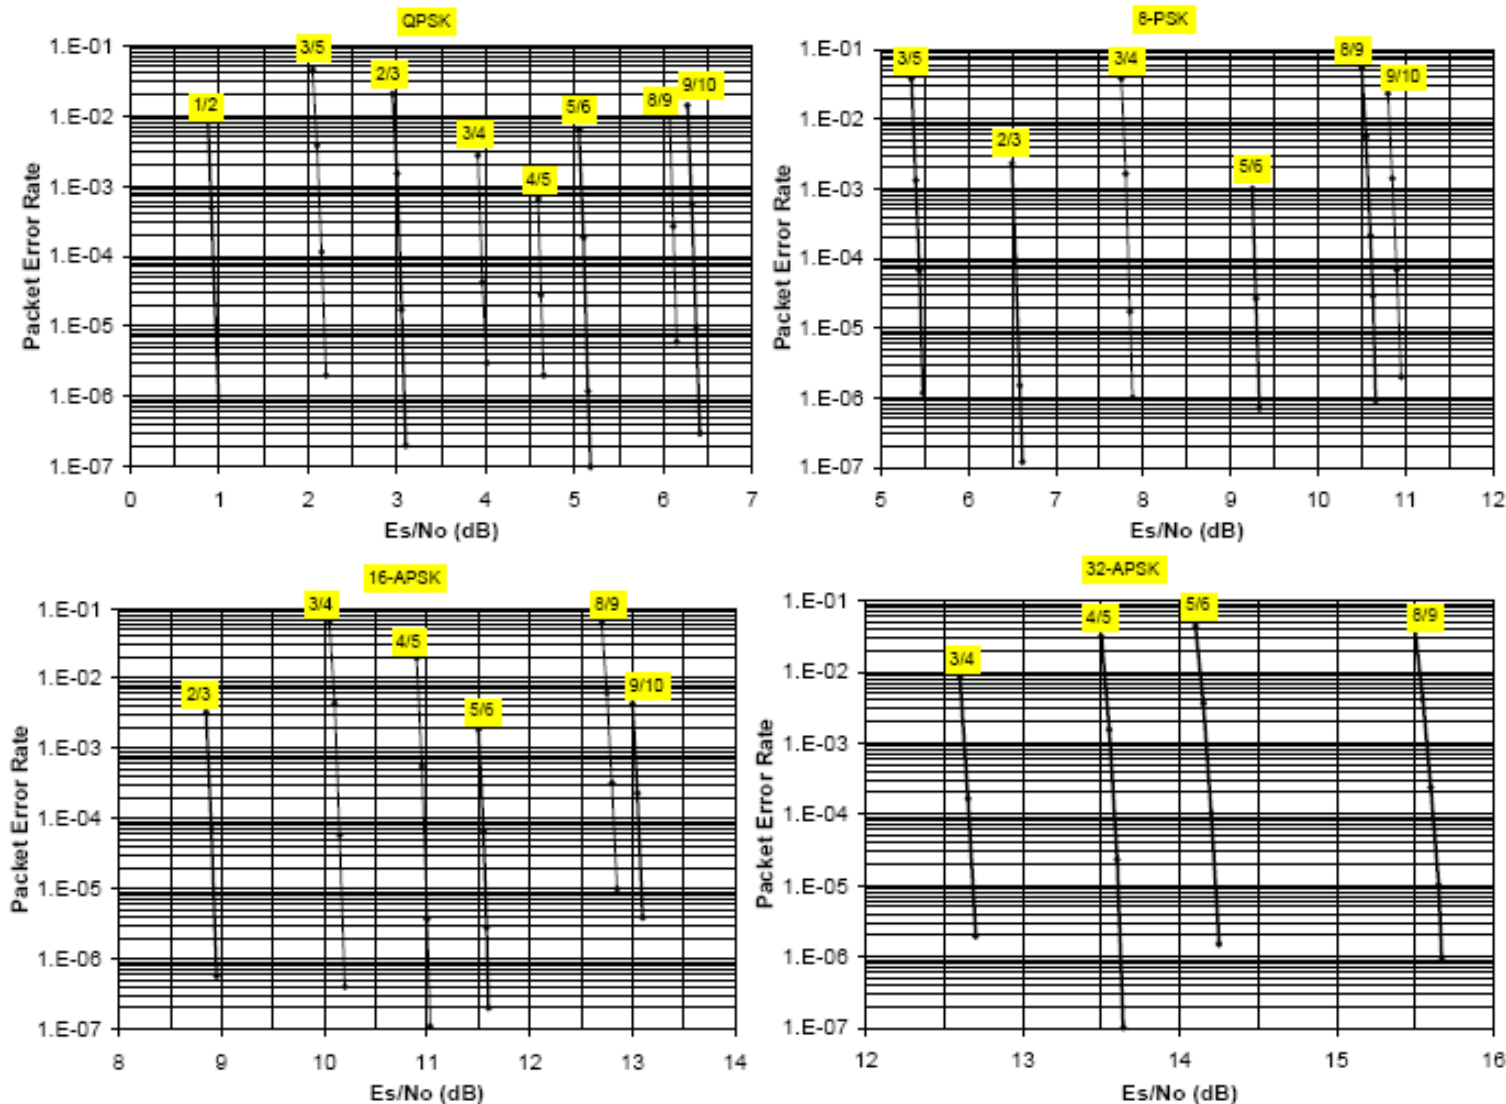 QPSK
1.E-01
1.E-02
1.E-03
1.E-04
1.E-05
1.E-06
1.E-07
Packet Error Rate
1/2
3/5
2/3
3/4
4/5
5/6
8/9
9/10
0 1 2 3 4 5 6 7
Es/No (dB)
8-PSK
1.E-01
1.E-02
1.E-03
1.E-04
1.E-05
1.E-06
1.E-07
Packet Error Rate
3/5
2/3
3/4
5/6
8/9
9/10
5 6 7 8 9 10 11 12
Es/No (dB)
16-APSK
1.E-01
1.E-02
1.E-03
1.E-04
1.E-05
1.E-06
1.E-07
Packet Error Rate
2/3
3/4
4/5
5/6
8/9
9/10
8 9 10 11 12 13 14
Es/No (dB)
32-APSK
1.E-01
1.E-02
1.E-03
1.E-04
1.E-05
1.E-06
1.E-07
Packet Error Rate
3/4
4/5
5/6
8/9
12 13 14 15 16
Es/No (dB)